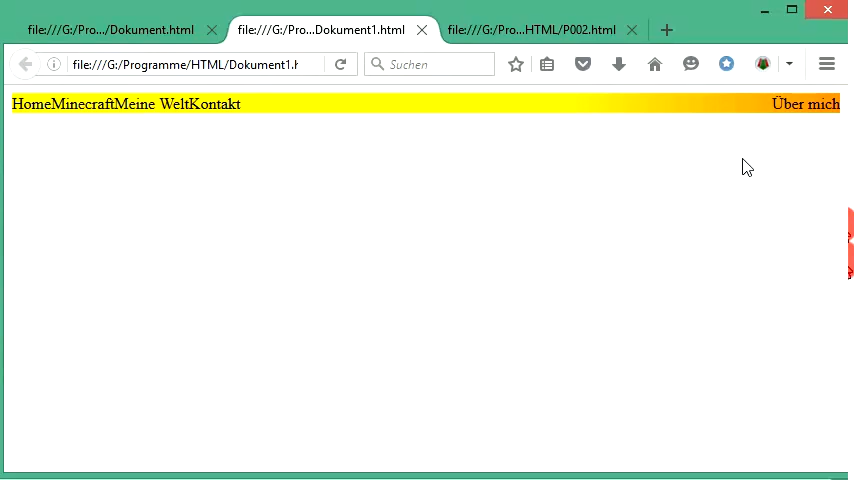 file:///G:/Pro.../Dokument.html
file:///G:/Pro...Dokument1.html
file:///G:/Pro...HTML/P002.html
file:///G:/Programme/HTML/Dokument1.h
Suchen
HomeMinecraftMeine WeltKontakt
Über mich